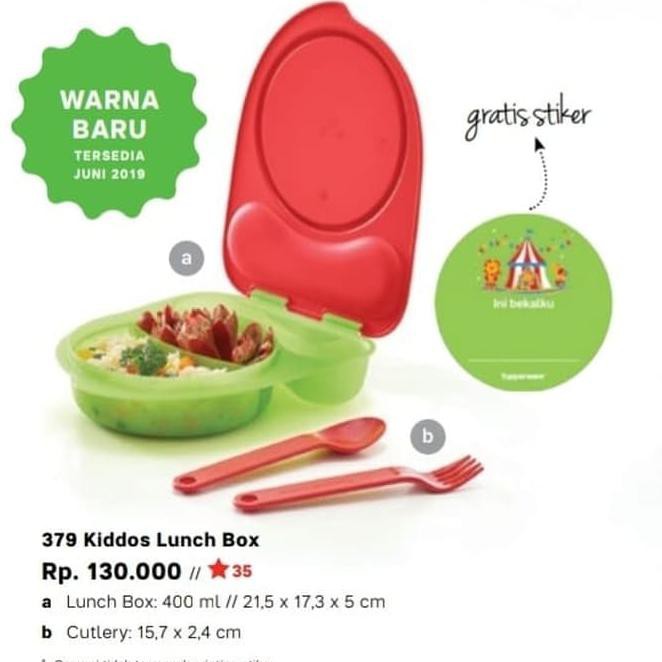 WARNA
BARU
TERSEDIA
JUNI 2019
gratis stiker
a
Ini bekalku
Tupperware
b
379 Kiddos Lunch Box
Rp. 130.000 // ★35
a Lunch Box: 400 ml // 21,5 x 17,3 x 5 cm
b Cutlery: 15,7 x 2,4 cm